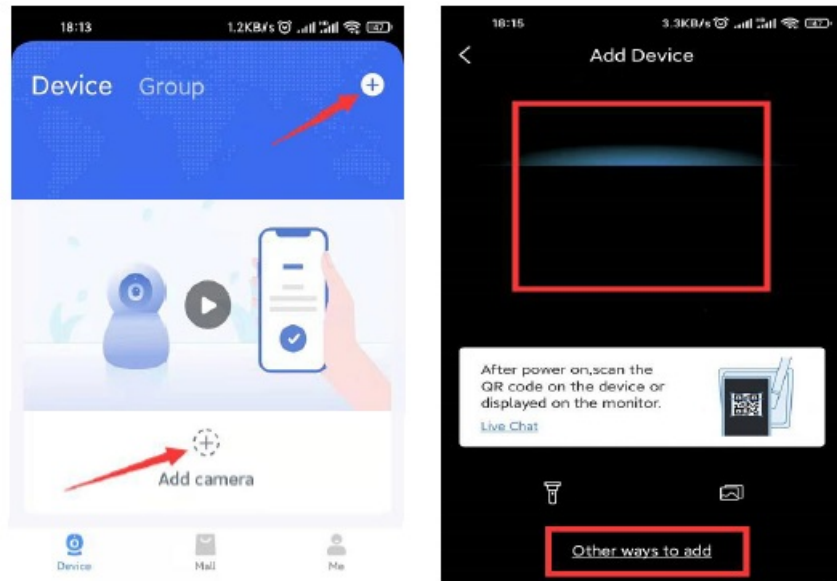 18:13
1.2KB/s
47
Device Group
Add camera
Device
Mall
Me
18:15
3.3KB/s
47
Add Device
After power on,scan the
QR code on the device or
displayed on the monitor.
Live Chat
Other ways to add